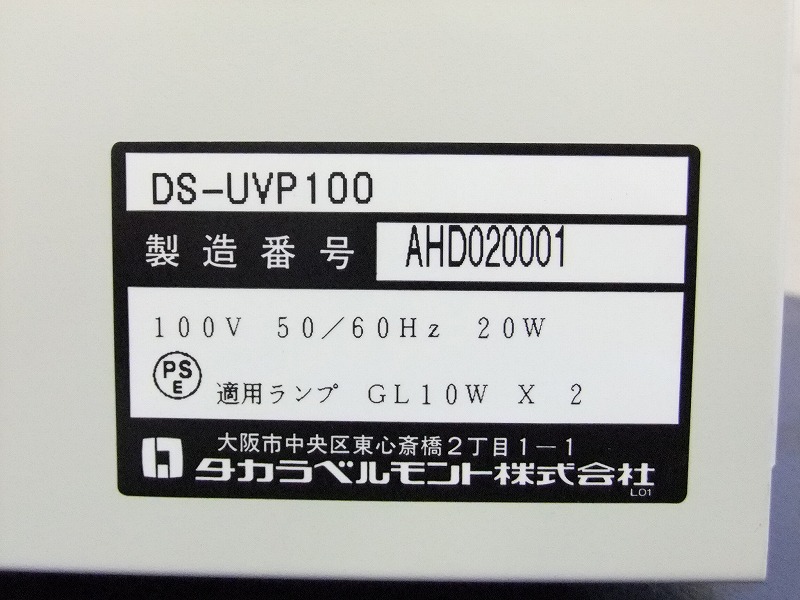 DS-UVP100
製造番号 AHD020001
100V 50/60Hz 20W
PS
E
適用ランプ GL10W X 2
大阪市中央区東心斎橋2丁目1-1
タカラベルモント株式会社
L01